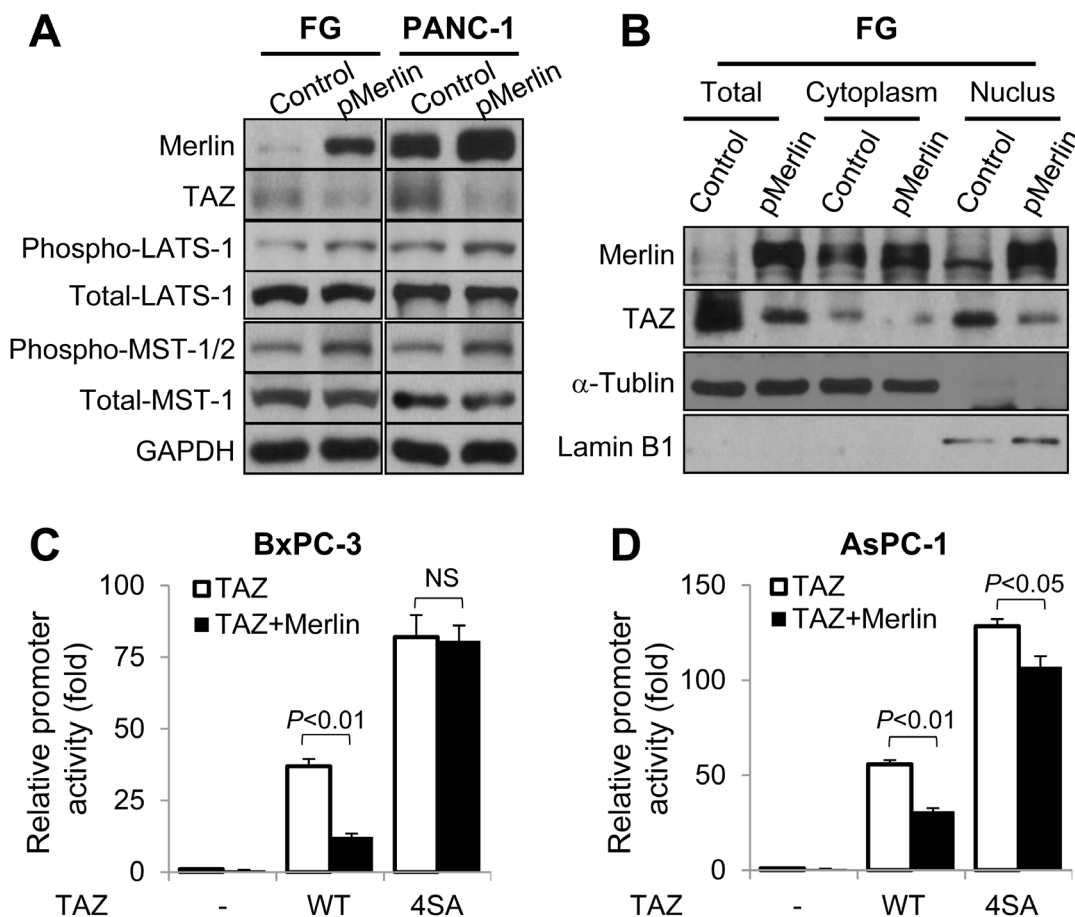 A
FG PANC-1
Control pMerlin Control pMerlin
Merlin
TAZ
Phospho-LATS-1
Total-LATS-1
Phospho-MST-1/2
Total-MST-1
GAPDH
B
FG
Total Cytoplasm Nuclus
Control pMerlin Control pMerlin Control pMerlin
Merlin
TAZ
α-Tublin
Lamin B1
C
BxPC-3
Relative promoter
activity (fold)
100
75
50
25
0
TAZ
TAZ+Merlin
NS
P<0.01
TAZ - WT 4SA
D
AsPC-1
Relative promoter
activity (fold)
150
100
50
0
TAZ
TAZ+Merlin
P<0.05
P<0.01
TAZ - WT 4SA